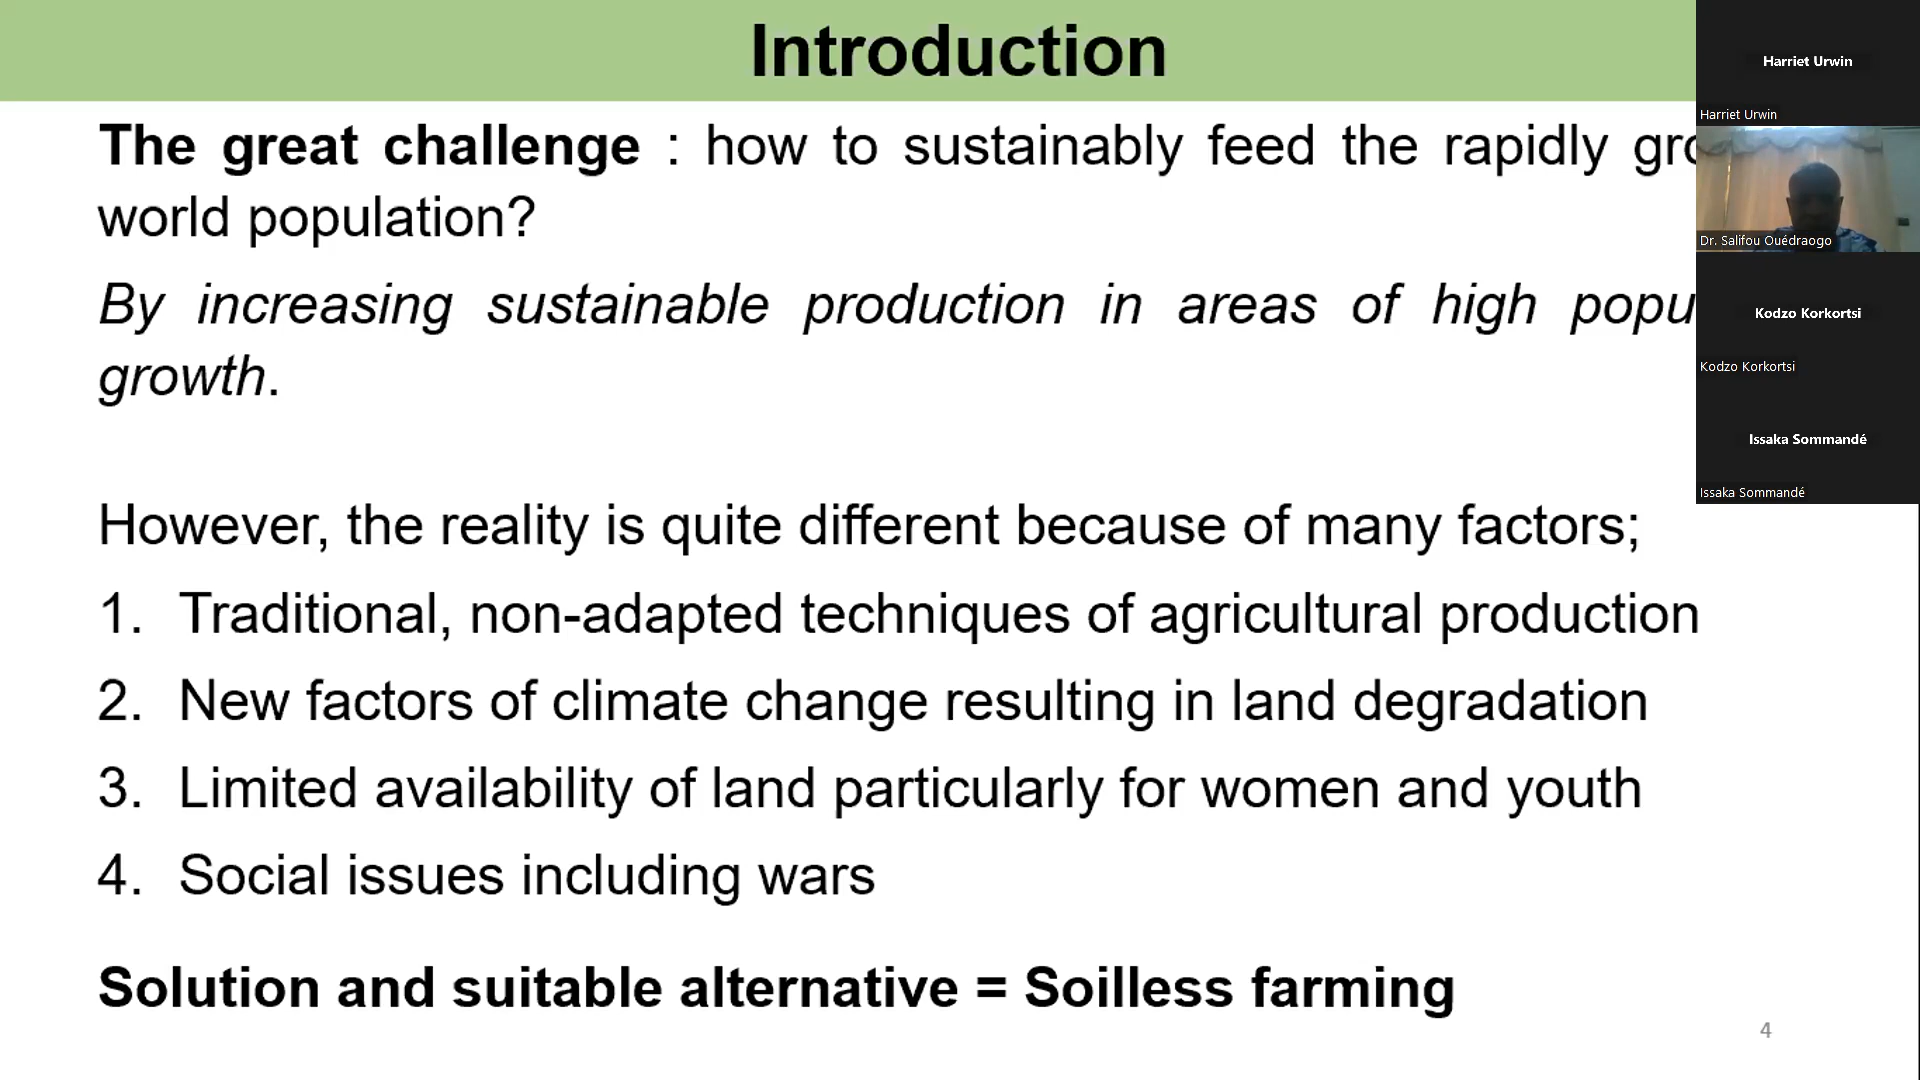 Introduction
The great challenge : how to sustainably feed the rapidly
world population?
By increasing sustainable production in areas of high
growth.
However, the reality is quite different because of many factors;
1. Traditional, non-adapted techniques of agricultural production
2. New factors of climate change resulting in land degradation
3. Limited availability of land particularly for women and youth
4. Social issues including wars
Solution and suitable alternative = Soilless farming
4
Harriet Urwin
Harriet Urwin
Dr. Salifou Ouédraogo
Kodzo Korkortsi
Kodzo Korkortsi
Issaka Sommandé
Issaka Sommandé